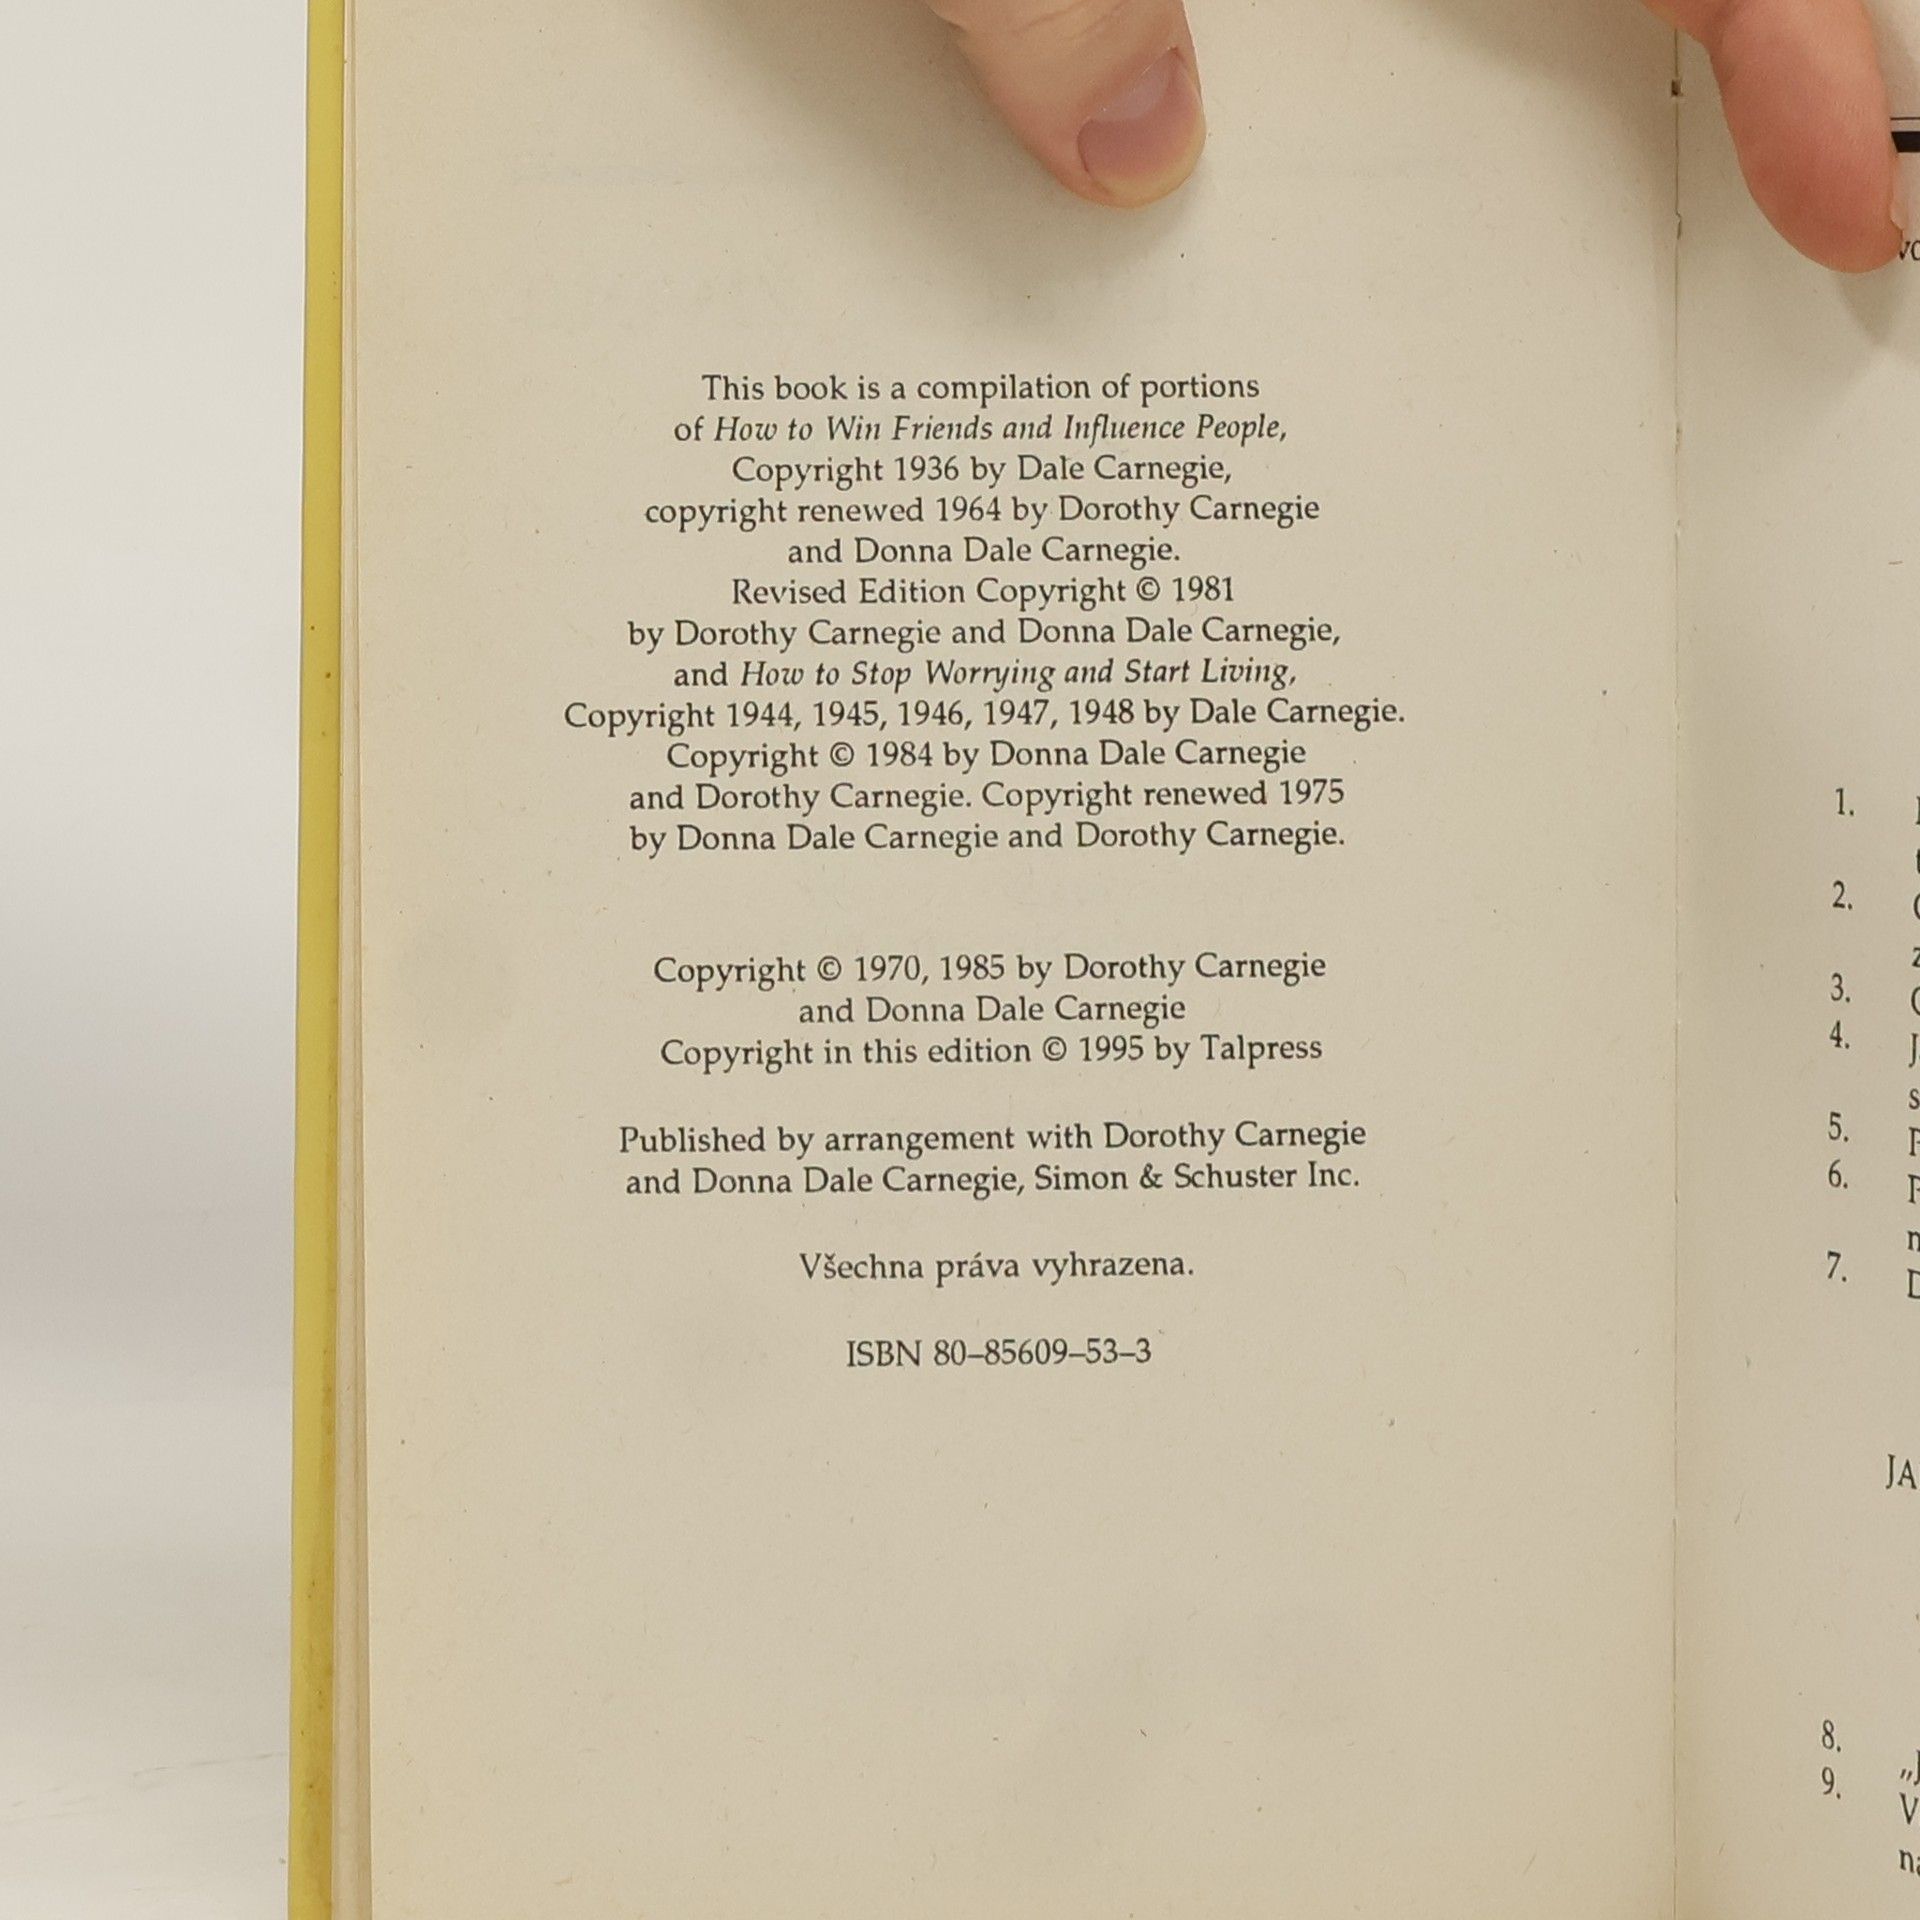 This book is a compilation of portions
of How to Win Friends and Influence People,
Copyright 1936 by Dale Carnegie,
copyright renewed 1964 by Dorothy Carnegie
and Donna Dale Carnegie.
Revised Edition Copyright © 1981
by Dorothy Carnegie and Donna Dale Carnegie,
and How to Stop Worrying and Start Living,
Copyright 1944, 1945, 1946, 1947, 1948 by Dale Carnegie.
Copyright © 1984 by Donna Dale Carnegie
and Dorothy Carnegie. Copyright renewed 1975
by Donna Dale Carnegie and Dorothy Carnegie.
Copyright © 1970, 1985 by Dorothy Carnegie
and Donna Dale Carnegie
Copyright in this edition © 1995 by Talpress
Published by arrangement with Dorothy Carnegie
and Donna Dale Carnegie, Simon & Schuster Inc.
Všechna práva vyhrazena.
ISBN 80–85609–53–3
1.
2.
3.
4.
5.
6.
7.
JA
8.
9.